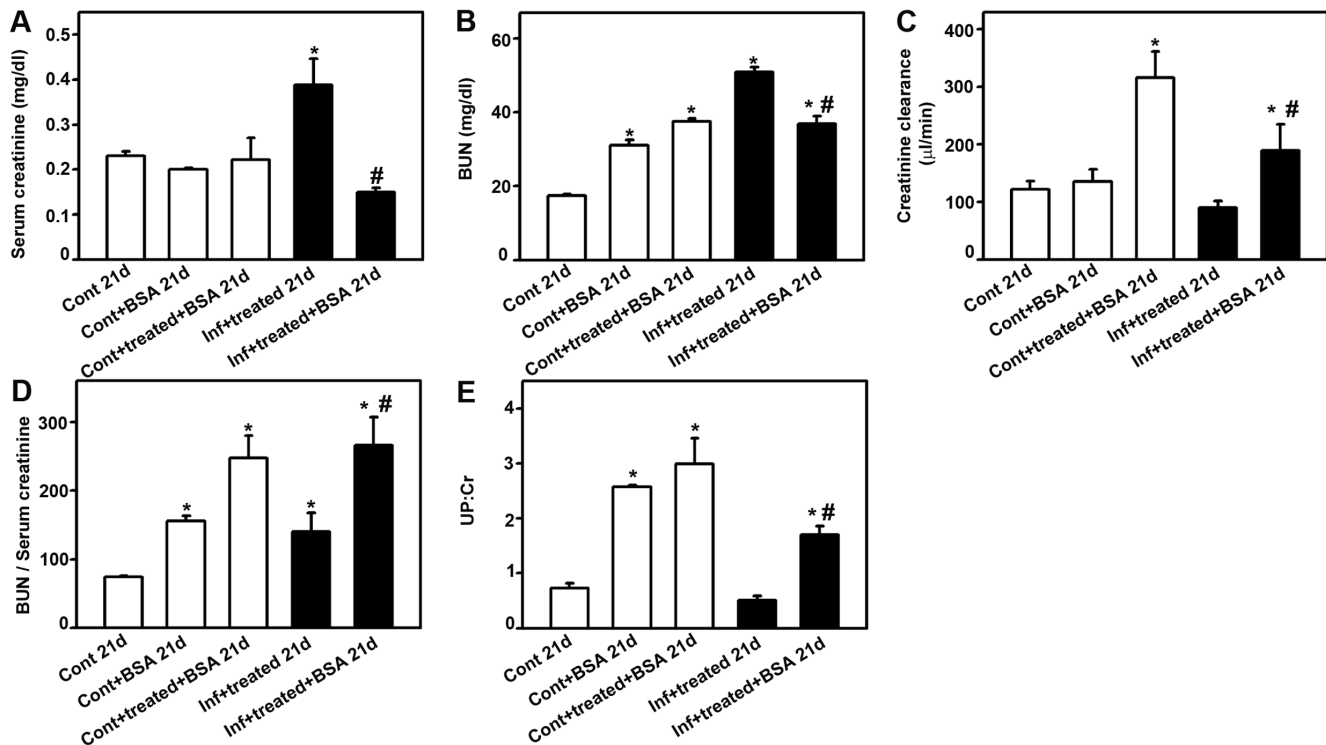 A
Serum creatinine (mg/dl)
0.5
0.4
0.3
0.2
0.1
0
*
#
Cont 21d
Cont+BSA 21d
Cont+treated+BSA 21d
Inf+treated 21d
Inf+treated+BSA 21d
B
BUN (mg/dl)
60
40
20
0
*
*
*
* #
Cont 21d
Cont+BSA 21d
Cont+treated+BSA 21d
Inf+treated 21d
Inf+treated+BSA 21d
C
Creatinine clearance
(µl/min)
400
300
200
100
0
*
* #
Cont 21d
Cont+BSA 21d
Cont+treated+BSA 21d
Inf+treated 21d
Inf+treated+BSA 21d
D
BUN / Serum creatinine
300
200
100
0
*
*
*
* #
Cont 21d
Cont+BSA 21d
Cont+treated+BSA 21d
Inf+treated 21d
Inf+treated+BSA 21d
E
UP:Cr
4
3
2
1
0
*
*
* #
Cont 21d
Cont+BSA 21d
Cont+treated+BSA 21d
Inf+treated 21d
Inf+treated+BSA 21d